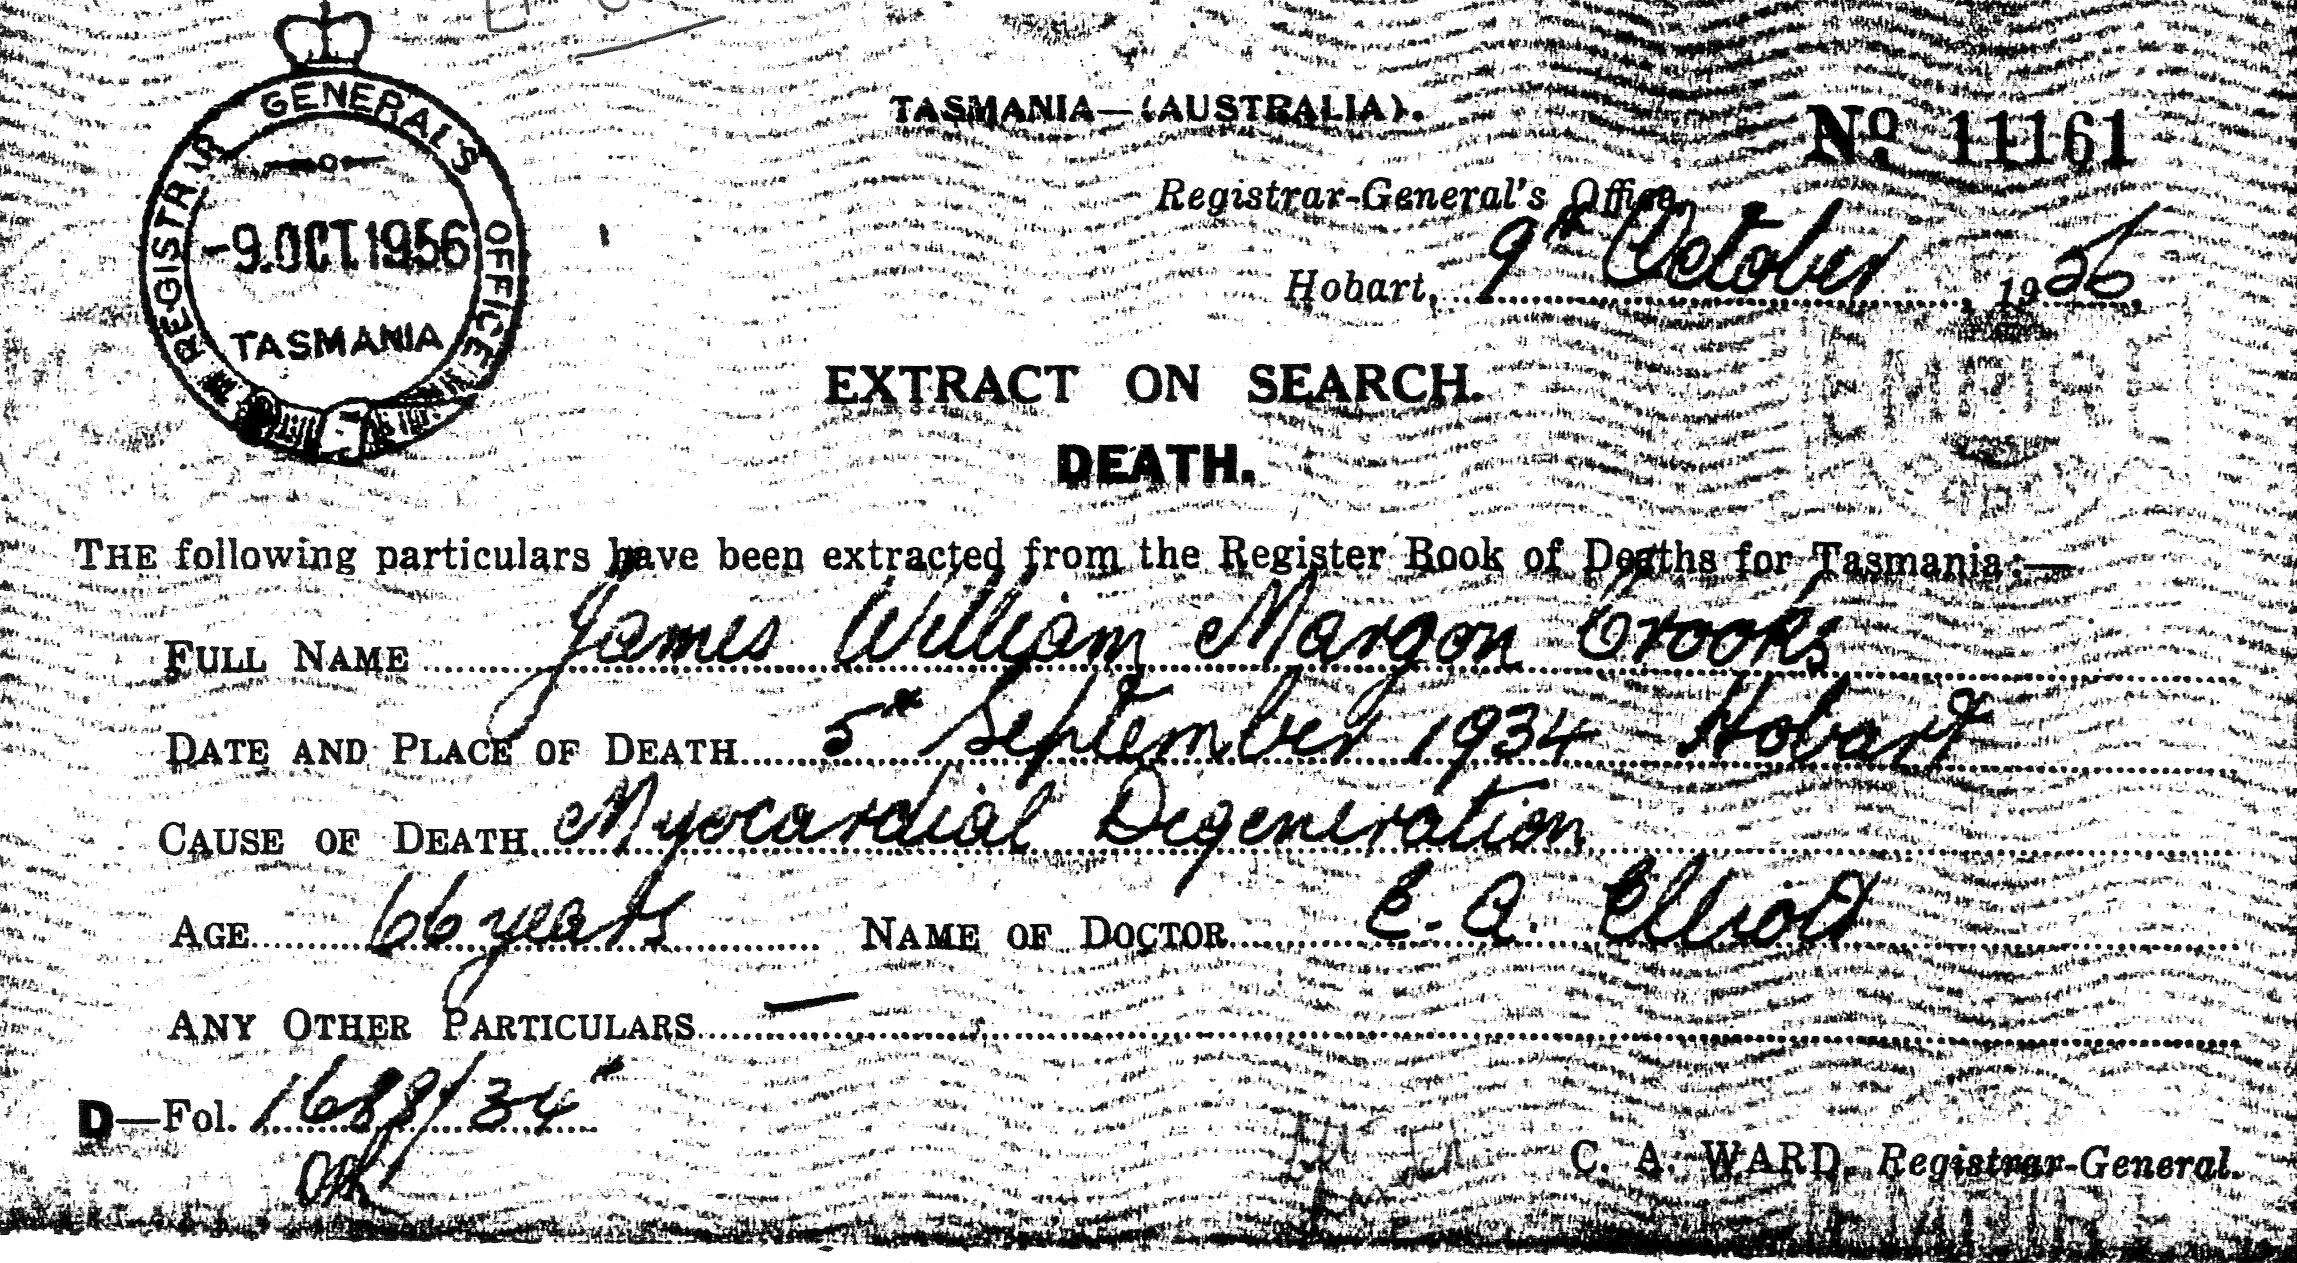 REGISTRAR GENERAL'S OFFICE
-9.OCT 1956
TASMANIA
TASMANIA—(AUSTRALIA).
No 11161
Registrar-General's Office
Hobart, 9th October 1956
EXTRACT ON SEARCH.
DEATH.
THE following particulars have been extracted from the Register Book of Deaths for Tasmania:—
FULL NAME James William Margon Crooks
DATE AND PLACE OF DEATH 5th September 1934 Hobart
CAUSE OF DEATH Myocardial Degeneration
AGE 66 years NAME OF DOCTOR E. A. Elliott
ANY OTHER PARTICULARS —
D—Fol. 1688/34
C. A. WARD, Registrar-General.